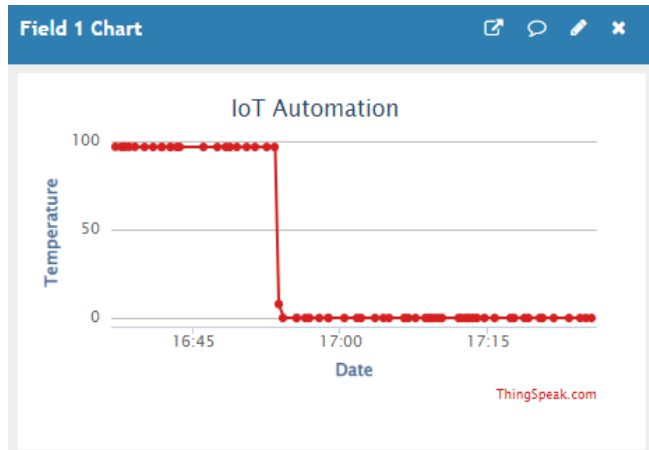 Field 1 Chart
IoT Automation
100
50
0
Temperature
16:45 17:00 17:15
Date
ThingSpeak.com